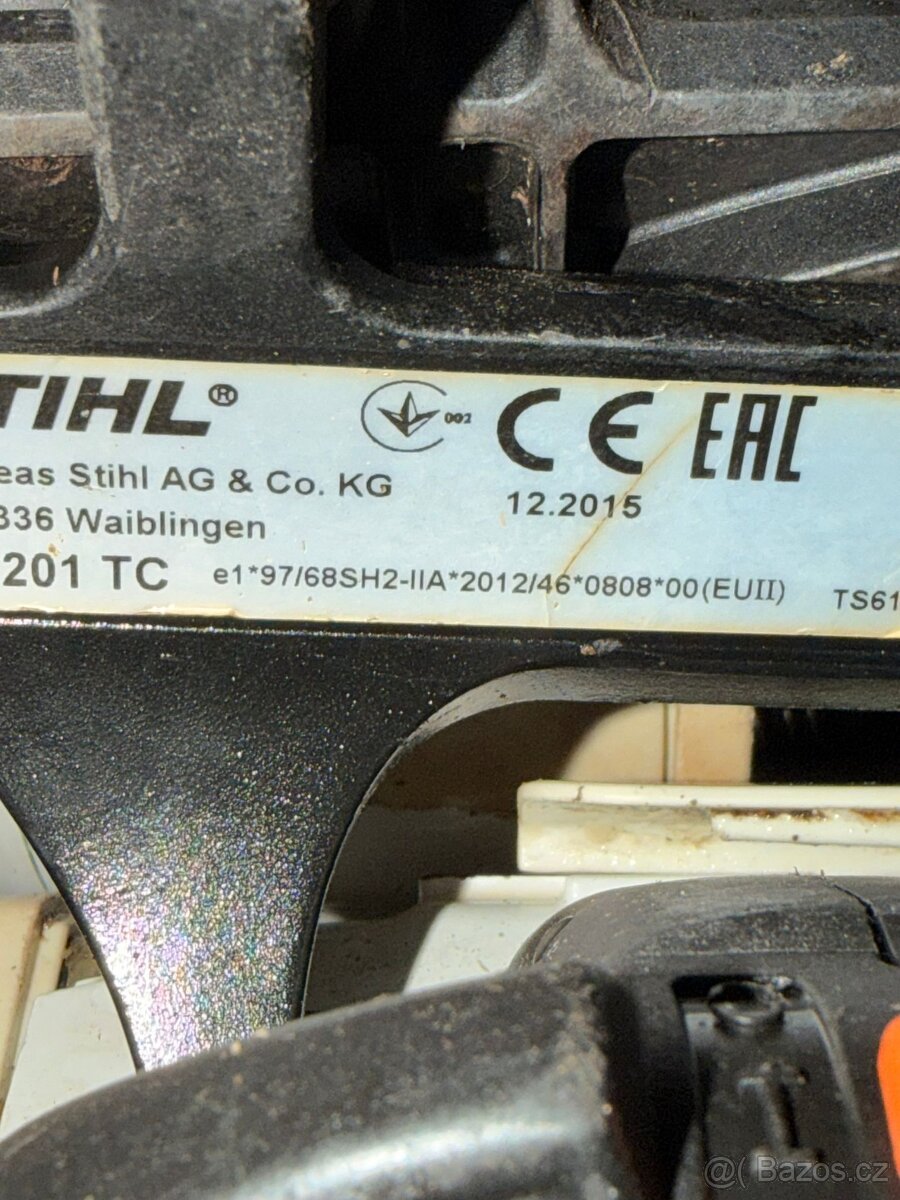 TIHL®
002
CE EAC
eas Stihl AG & Co. KG
12.2015
336 Waiblingen
201 TC
e1*97/68SH2-IIA*2012/46*0808*00(EUII)
TS61
@( Bazos.cz